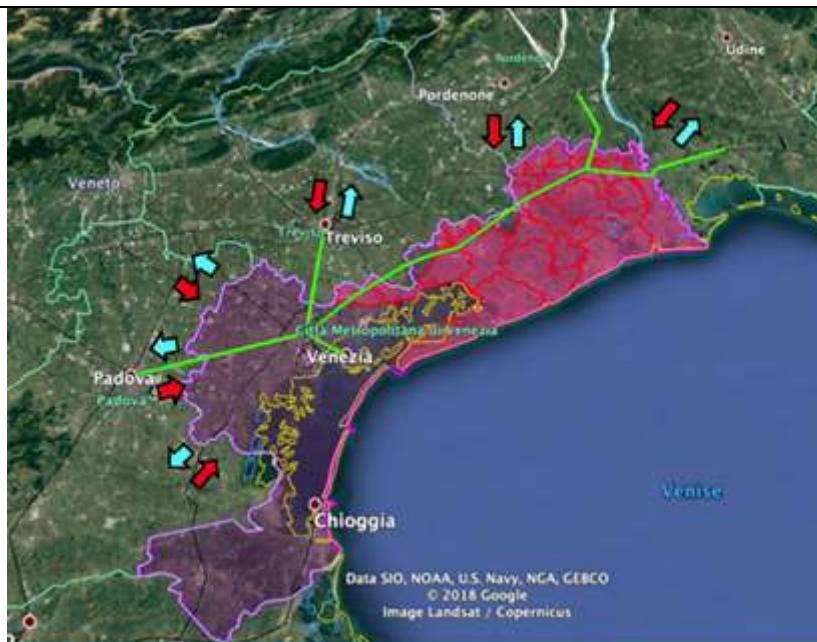 Udine
Pordenone
Pordenone
Veneto
Treviso
Treviso
Città Metropolitana di Venezia
Venezia
Padova
Padova
Venise
Chioggia
Data SIO, NOAA, U.S. Navy, NGA, GEBCO
© 2018 Google
Image Landsat / Copernicus